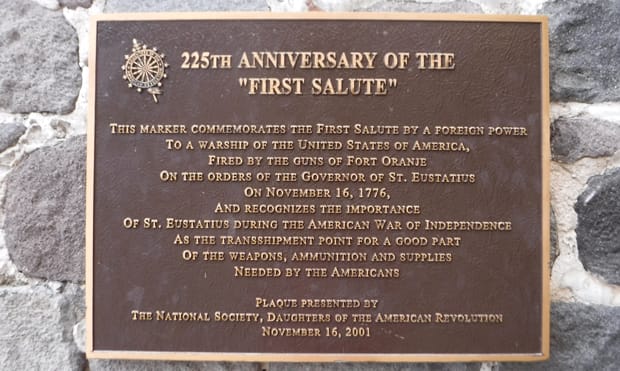 225TH ANNIVERSARY OF THE
"FIRST SALUTE"
THIS MARKER COMMEMORATES THE FIRST SALUTE BY A FOREIGN POWER
TO A WARSHIP OF THE UNITED STATES OF AMERICA,
FIRED BY THE GUNS OF FORT ORANJE
ON THE ORDERS OF THE GOVERNOR OF ST. EUSTATIUS
ON NOVEMBER 16, 1776,
AND RECOGNIZES THE IMPORTANCE
OF ST. EUSTATIUS DURING THE AMERICAN WAR OF INDEPENDENCE
AS THE TRANSSHIPMENT POINT FOR A GOOD PART
OF THE WEAPONS, AMMUNITION AND SUPPLIES
NEEDED BY THE AMERICANS
PLAQUE PRESENTED BY
THE NATIONAL SOCIETY, DAUGHTERS OF THE AMERICAN REVOLUTION
NOVEMBER 16, 2001